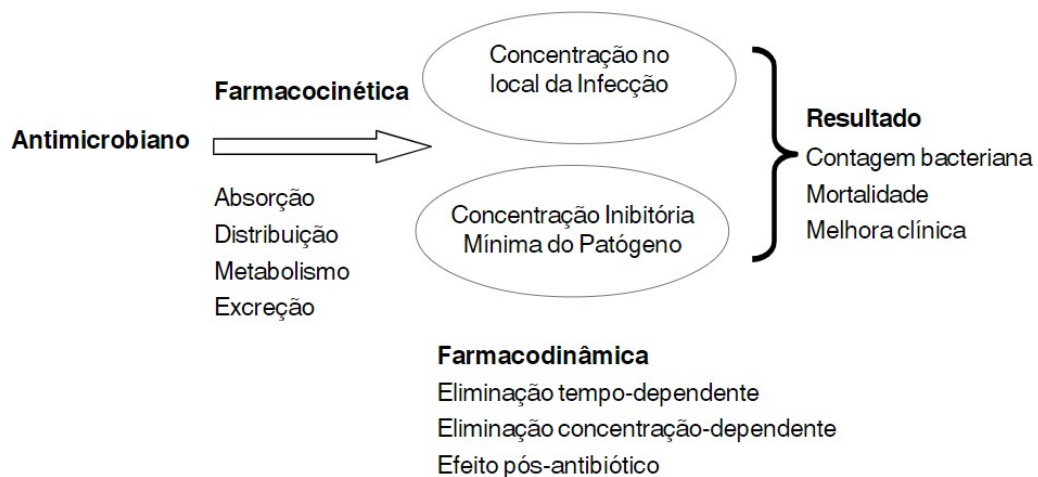 Antimicrobiano
Farmacocinética
Absorção
Distribuição
Metabolismo
Excreção
Concentração no
local da Infecção
Concentração Inibitória
Mínima do Patógeno
Farmacodinâmica
Eliminação tempo-dependente
Eliminação concentração-dependente
Efeito pós-antibiótico
Resultado
Contagem bacteriana
Mortalidade
Melhora clínica